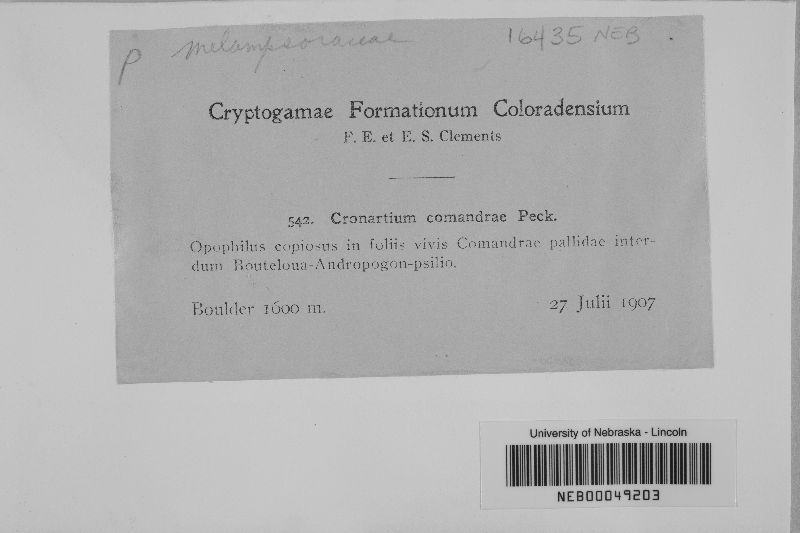 P melampsoraceae 16435 NEB
Cryptogamae Formationum Coloradensium
F. E. et E. S. Clements
542. Cronartium comandrae Peck.
Opophilus copiosus in foliis vivis Comandrae pallidae inter-
dum Bouteloua-Andropogon-psilio.
Boulder 1600 m. 27 Julii 1907
University of Nebraska - Lincoln
NEB00049203